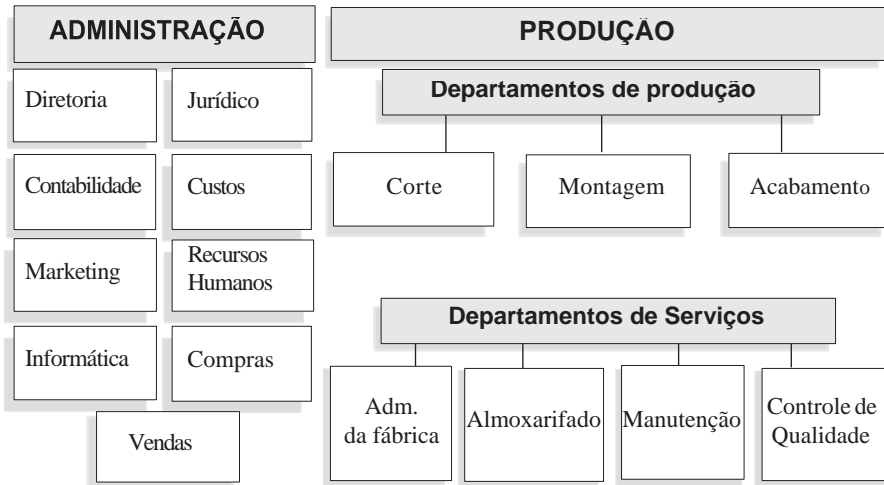 ADMINISTRAÇÃO
Diretoria
Jurídico
Contabilidade
Custos
Marketing
Recursos
Humanos
Informática
Compras
Vendas
PRODUÇÃO
Departamentos de produção
Corte
Montagem
Acabamento
Departamentos de Serviços
Adm.
da fábrica
Almoxarifado
Manutenção
Controle de
Qualidade